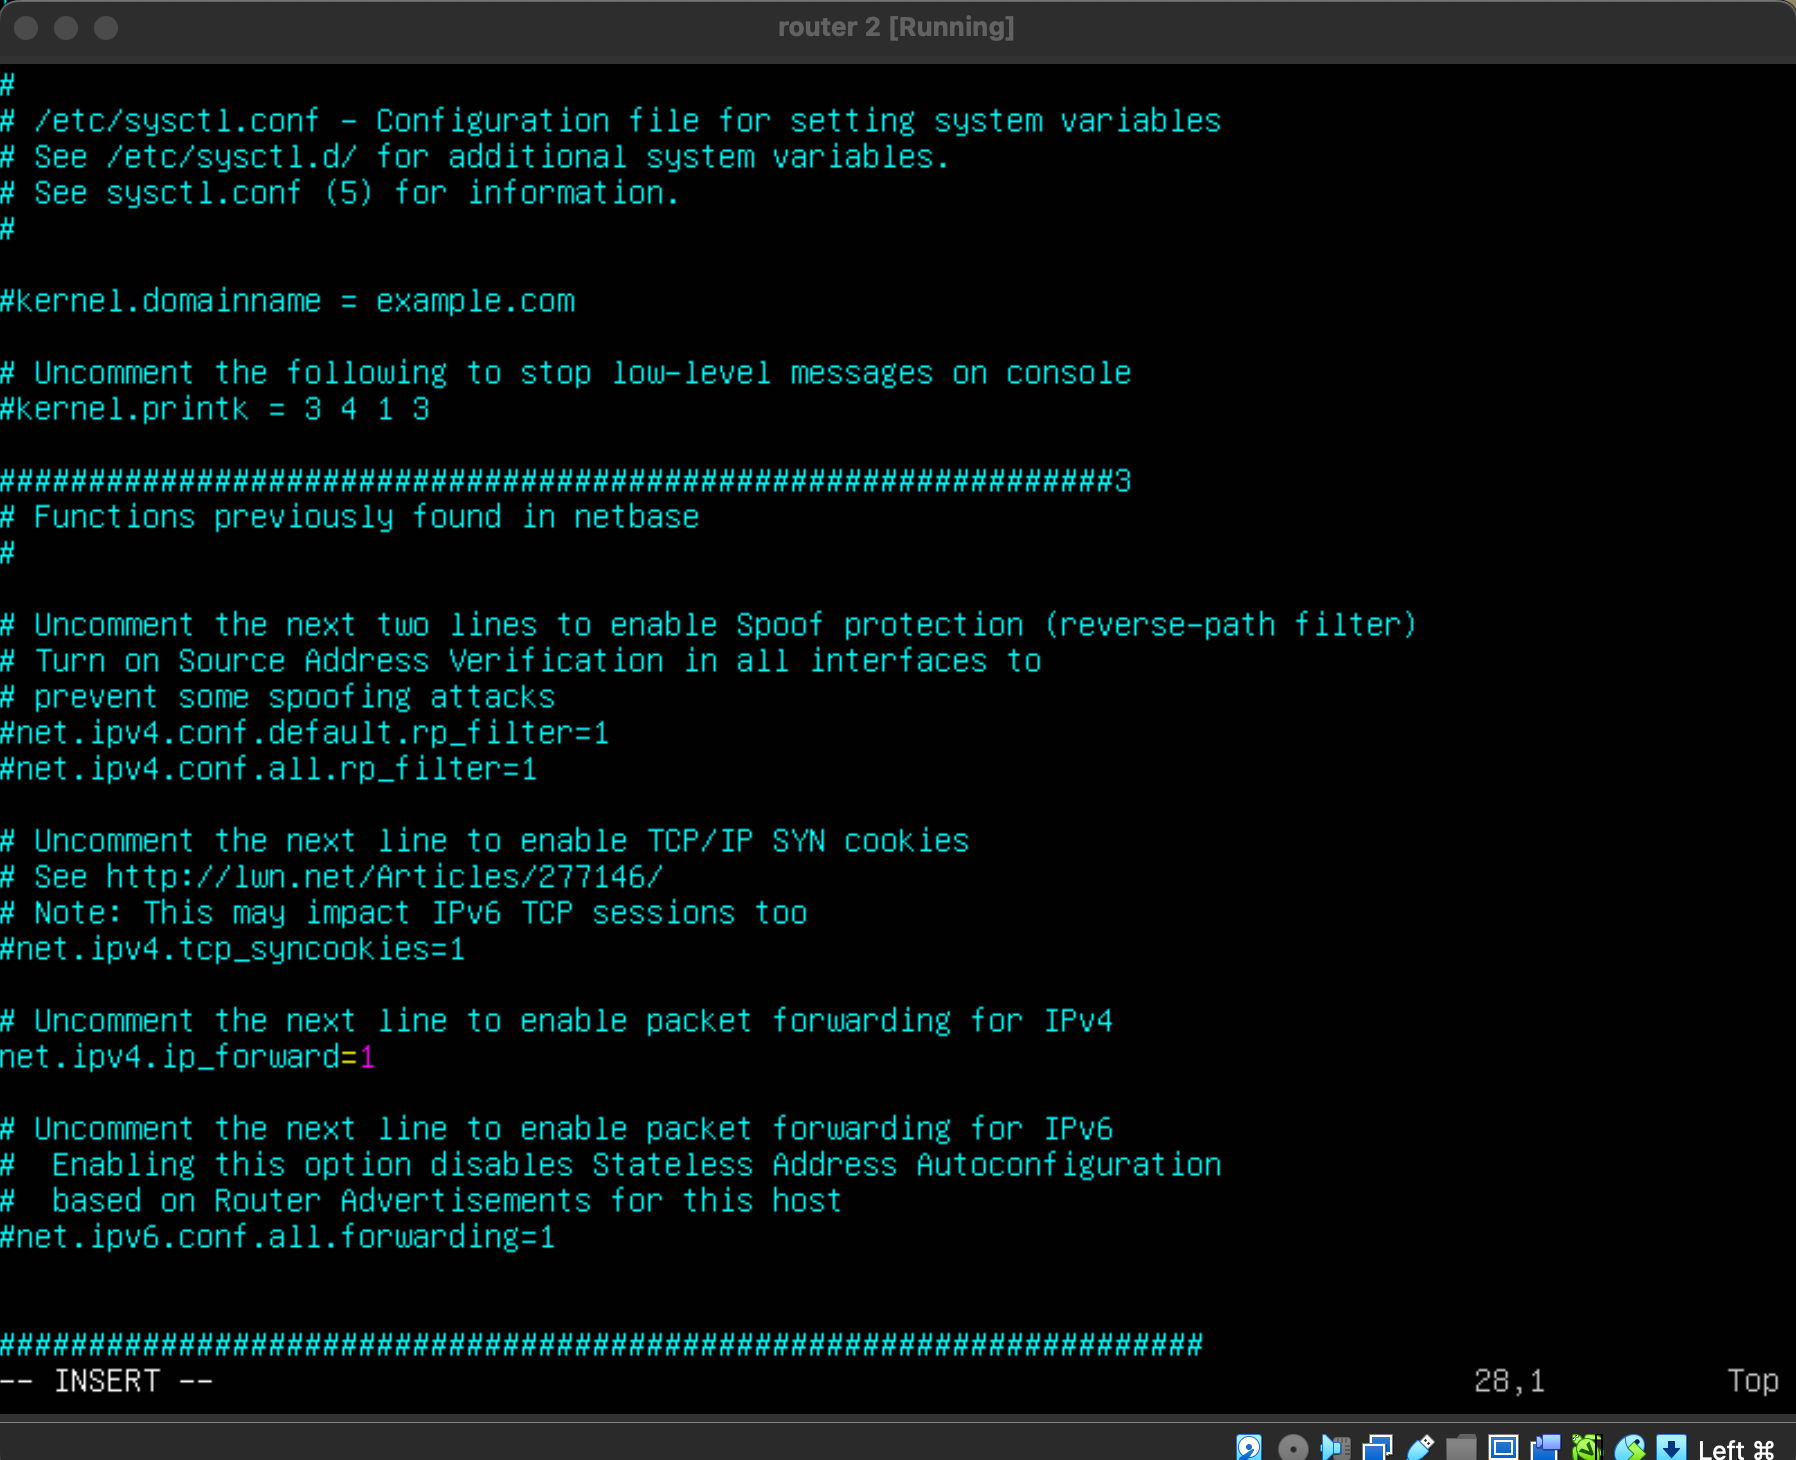 router 2 [Running]
#
# /etc/sysctl.conf - Configuration file for setting system variables
# See /etc/sysctl.d/ for additional system variables.
# See sysctl.conf (5) for information.
#
#kernel.domainname = example.com
# Uncomment the following to stop low-level messages on console
#kernel.printk = 3 4 1 3
##############################################################3
# Functions previously found in netbase
#
# Uncomment the next two lines to enable Spoof protection (reverse-path filter)
# Turn on Source Address Verification in all interfaces to
# prevent some spoofing attacks
#net.ipv4.conf.default.rp_filter=1
#net.ipv4.conf.all.rp_filter=1
# Uncomment the next line to enable TCP/IP SYN cookies
# See http://lwn.net/Articles/277146/
# Note: This may impact IPv6 TCP sessions too
#net.ipv4.tcp_syncookies=1
# Uncomment the next line to enable packet forwarding for IPv4
net.ipv4.ip_forward=1
# Uncomment the next line to enable packet forwarding for IPv6
#  Enabling this option disables Stateless Address Autoconfiguration
#  based on Router Advertisements for this host
#net.ipv6.conf.all.forwarding=1
###################################################################
-- INSERT -- 28,1 Top
Left ⌘